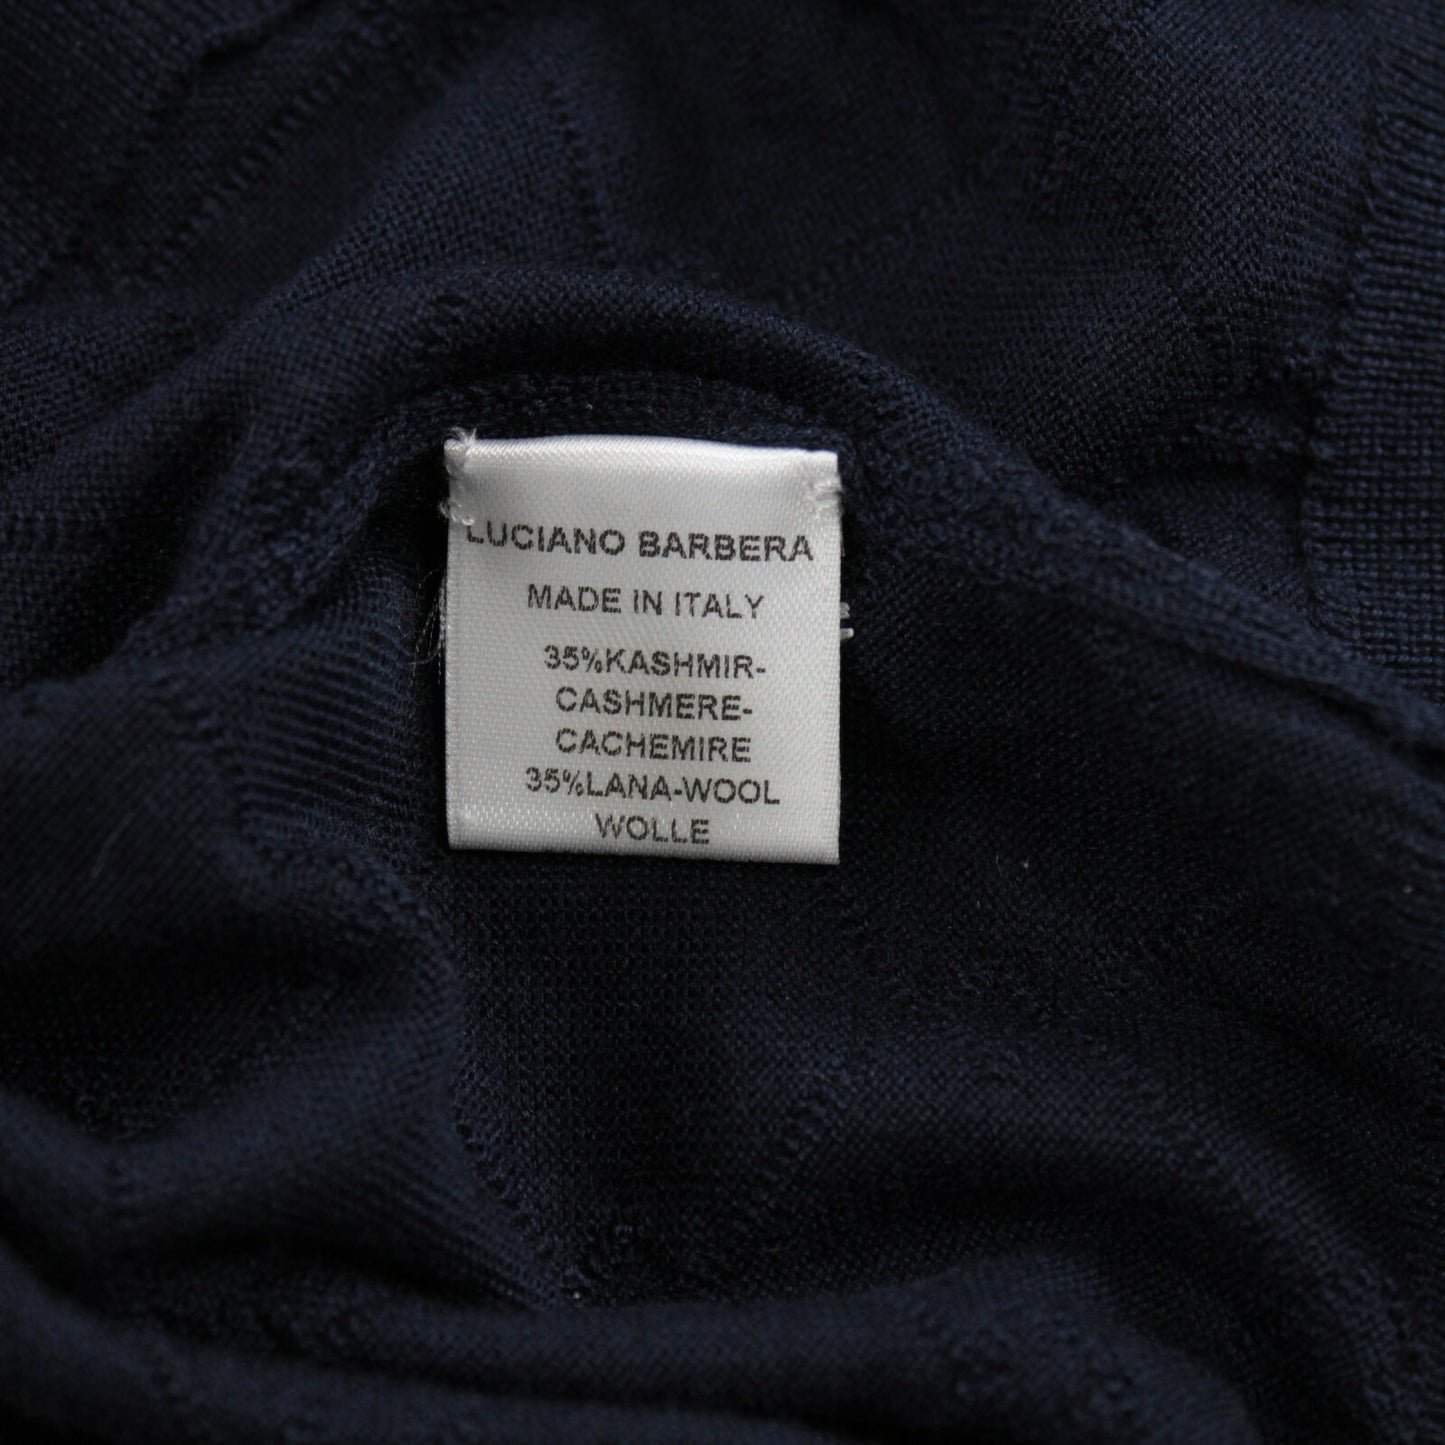 LUCIANO BARBERA
MADE IN ITALY
35%KASHMIR-
CASHMERE-
CACHEMIRE
35%LANA-WOOL
WOLLE